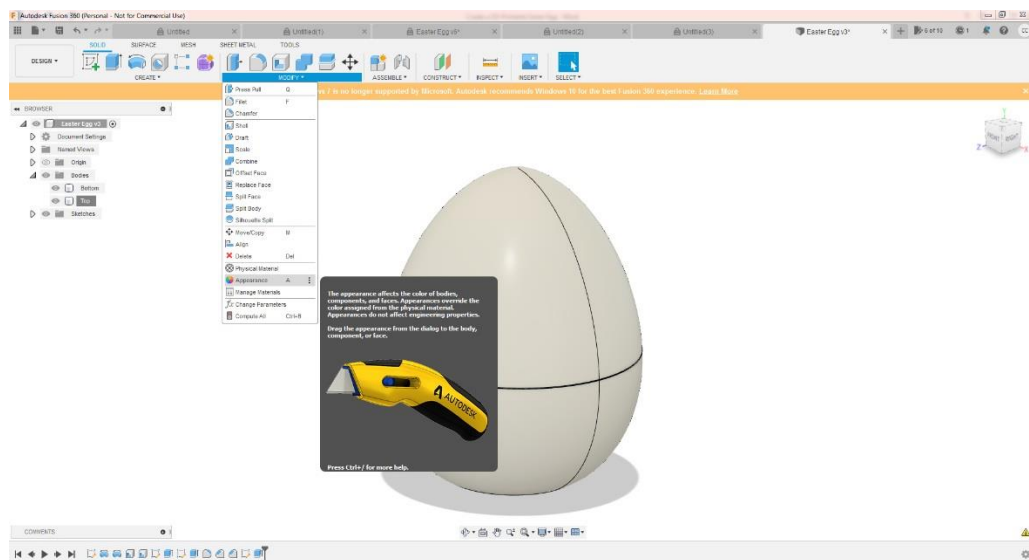 Autodesk Fusion 360 (Personal - Not for Commercial Use)
Untitled
Untitled(1)
Easter Egg v6*
Untitled(2)
Untitled(3)
Easter Egg v3*
6 of 10
1
SOLID SURFACE MESH SHEET METAL TOOLS
DESIGN
CREATE MODIFY ASSEMBLE CONSTRUCT INSPECT INSERT SELECT
is no longer supported by Microsoft. Autodesk recommends Windows 10 for the best Fusion 360 experience. Learn More
BROWSER
Easter Egg v3
Document Settings
Named Views
Origin
Bodies
Bottom
Top
Sketches
Press Pull Q
Fillet F
Chamfer
Shell
Draft
Scale
Combine
Offset Face
Replace Face
Split Face
Split Body
Silhouette Split
Move/Copy M
Align
Delete Del
Physical Material
Appearance A
Manage Materials
Change Parameters
Compute All Ctrl+B
The appearance affects the color of bodies,
components, and faces. Appearances override the
color assigned from the physical material.
Appearances do not affect engineering properties.
Drag the appearance from the dialog to the body,
component, or face.
AUTODESK
Press Ctrl+/ for more help.
FRONT RIGHT
Z
X
COMMENTS